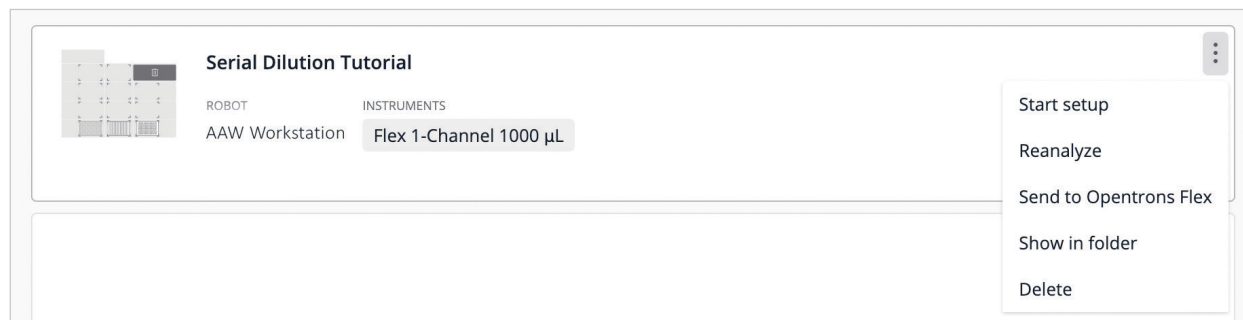 Serial Dilution Tutorial
ROBOT
INSTRUMENTS
AAW Workstation
Flex 1-Channel 1000 µL
Start setup
Reanalyze
Send to Opentrons Flex
Show in folder
Delete